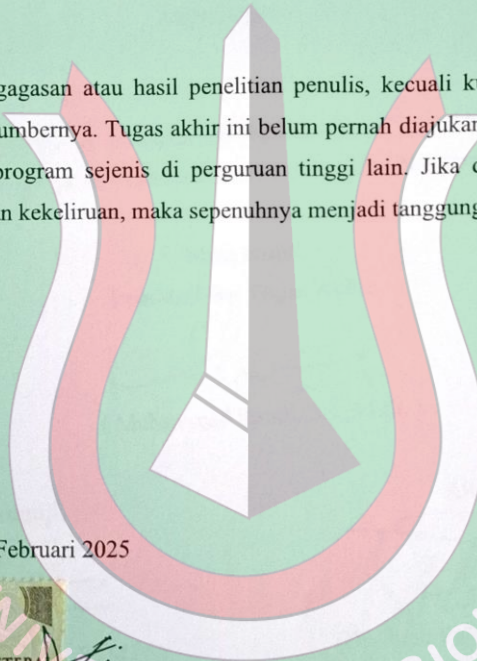 gagasan atau hasil penelitian penulis, kecuali
umbernya. Tugas akhir ini belum pernah diajukan
program sejenis di perguruan tinggi lain. Jika
n kekeliruan, maka sepenuhnya menjadi tanggung
Februari 2025